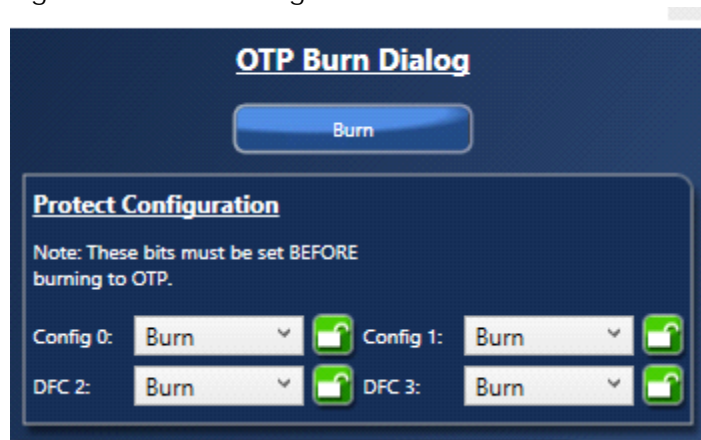 OTP Burn Dialog
Burn
Protect Configuration
Note: These bits must be set BEFORE
burning to OTP.
Config 0: Burn Config 1: Burn
DFC 2: Burn DFC 3: Burn